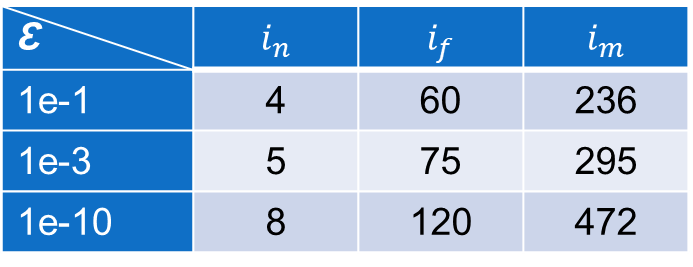 ε i_n i_f i_m
1e-1 4 60 236
1e-3 5 75 295
1e-10 8 120 472